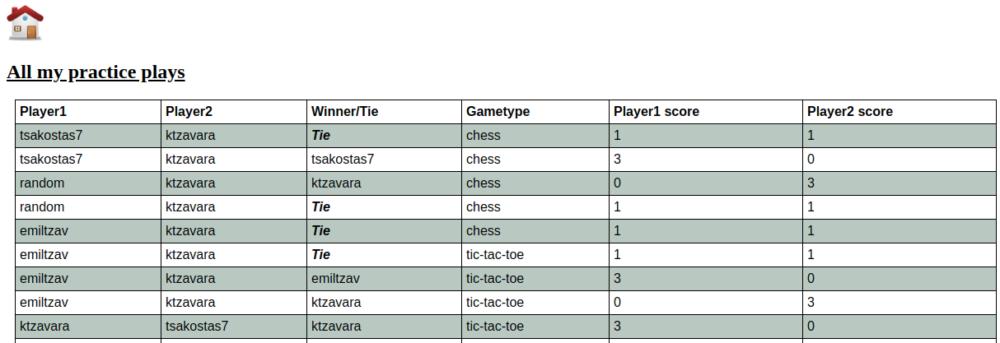 All my practice plays
Player1 Player2 Winner/Tie Gametype Player1 score Player2 score
tsakostas7 ktzavara Tie chess 1 1
tsakostas7 ktzavara tsakostas7 chess 3 0
random ktzavara ktzavara chess 0 3
random ktzavara Tie chess 1 1
emiltzav ktzavara Tie chess 1 1
emiltzav ktzavara Tie tic-tac-toe 1 1
emiltzav ktzavara emiltzav tic-tac-toe 3 0
emiltzav ktzavara ktzavara tic-tac-toe 0 3
ktzavara tsakostas7 ktzavara tic-tac-toe 3 0